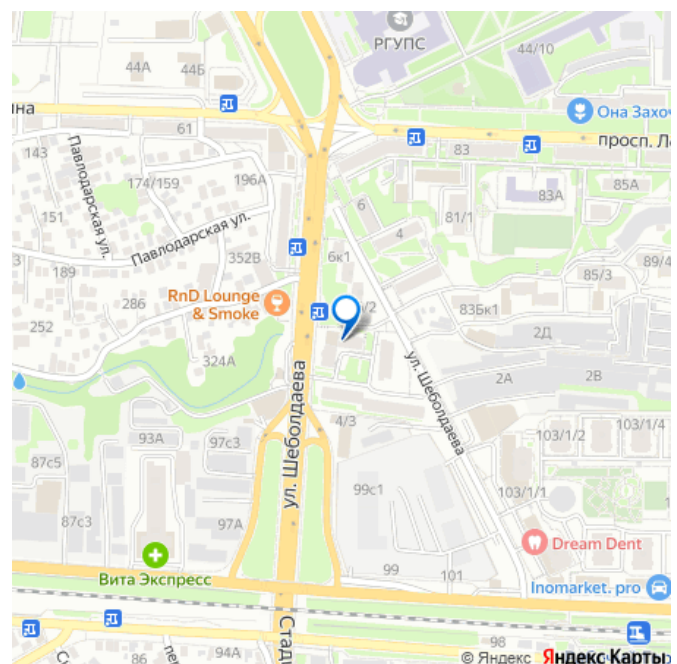 РГУПС
44/10
44А
44Б
Она Захоч
ина
61
83
просп. Л
143
Павлодарская ул.
174/159
196А
83А
85А
6
151
4
81/1
Павлодарская ул.
352В
6к1
89/4
189
85/3
286
RnD Lounge
& Smoke
/2
83Бк1
252
2Д
324А
ул. Шеболдаева
2А
2В
ул. Шеболдаева
4/3
93А
97с3
103/1/2
103/1/4
87с5
99с1
103/1/1
87с3
97А
Dream Dent
99
101
Вита Экспресс
Inomarket. pro
Стад
98
86
94А
© Яндекс Яндекс Карты